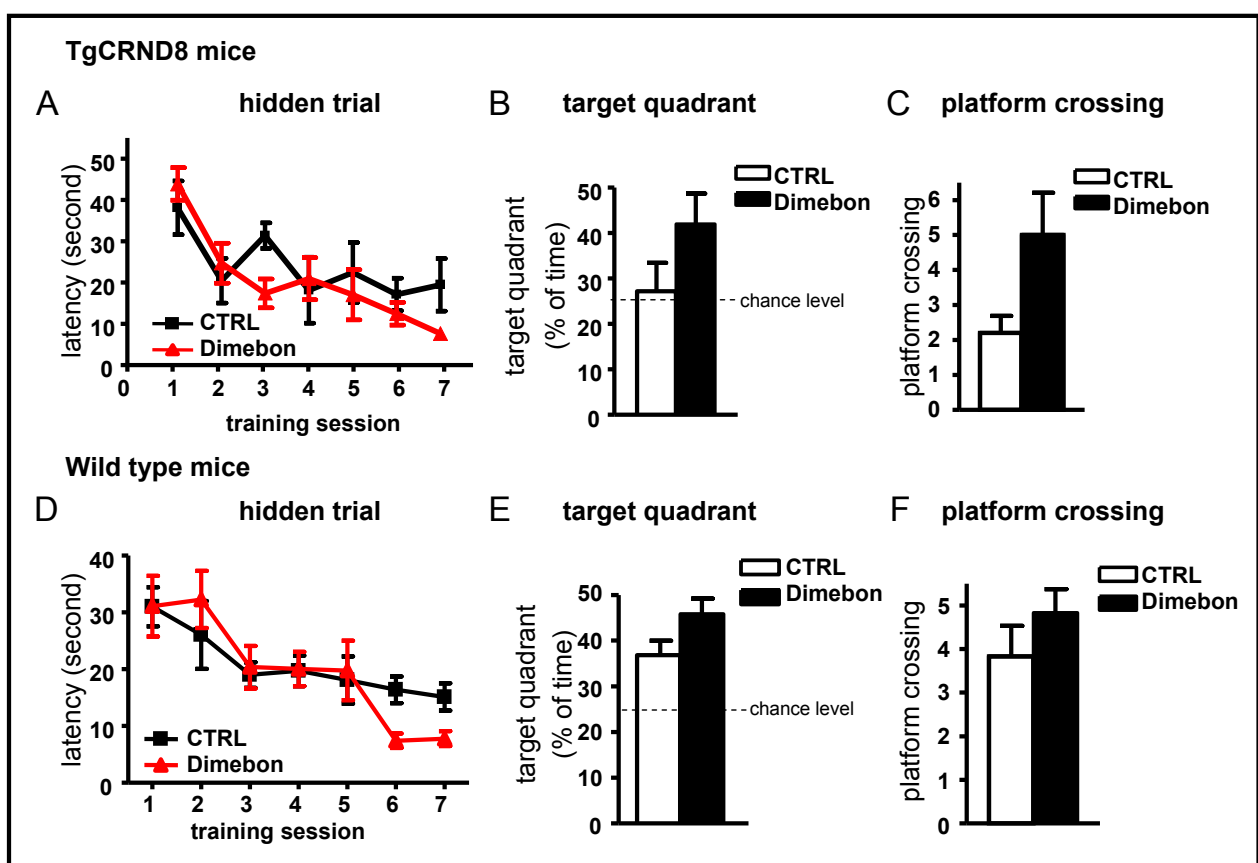 TgCRND8 mice
A
hidden trial
latency (second)
50
40
30
20
10
0
CTRL
Dimebon
0 1 2 3 4 5 6 7
training session
B
target quadrant
target quadrant
(% of time)
50
40
30
20
10
0
CTRL
Dimebon
chance level
C
platform crossing
platform crossing
6
5
4
3
2
1
0
CTRL
Dimebon
Wild type mice
D
hidden trial
latency (second)
40
30
20
10
0
CTRL
Dimebon
1 2 3 4 5 6 7
training session
E
target quadrant
target quadrant
(% of time)
50
40
30
20
10
0
CTRL
Dimebon
chance level
F
platform crossing
platform crossing
5
4
3
2
1
0
CTRL
Dimebon